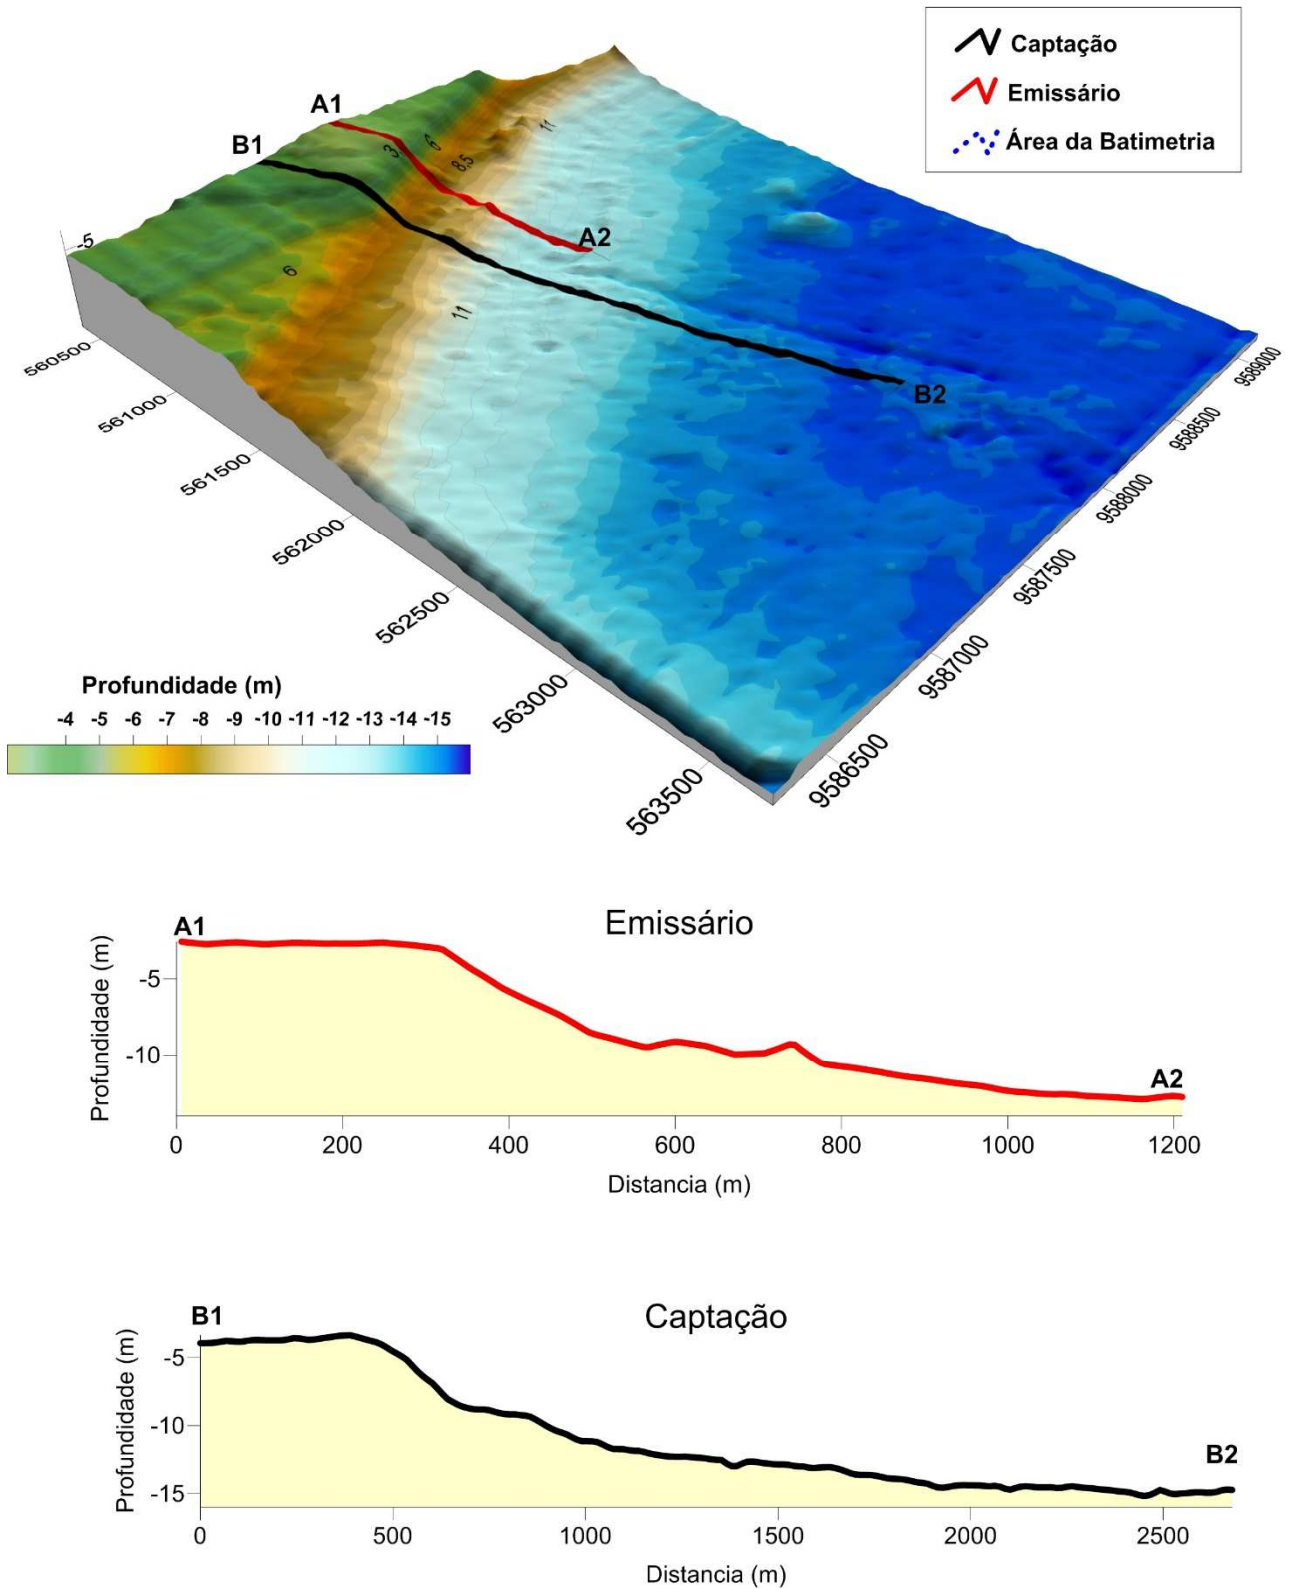 Captação
Emissário
Área da Batimetria
A1
B1
A2
B2
3,
6
8,5
11
6
11
-5
560500
561000
561500
562000
562500
563000
563500
9586500
9587000
9587500
9588000
9588500
9589000
Profundidade (m)
-4 -5 -6 -7 -8 -9 -10 -11 -12 -13 -14 -15
Emissário
A1
A2
Profundidade (m)
-5
-10
0 200 400 600 800 1000 1200
Distancia (m)
Captação
B1
B2
Profundidade (m)
-5
-10
-15
0 500 1000 1500 2000 2500
Distancia (m)